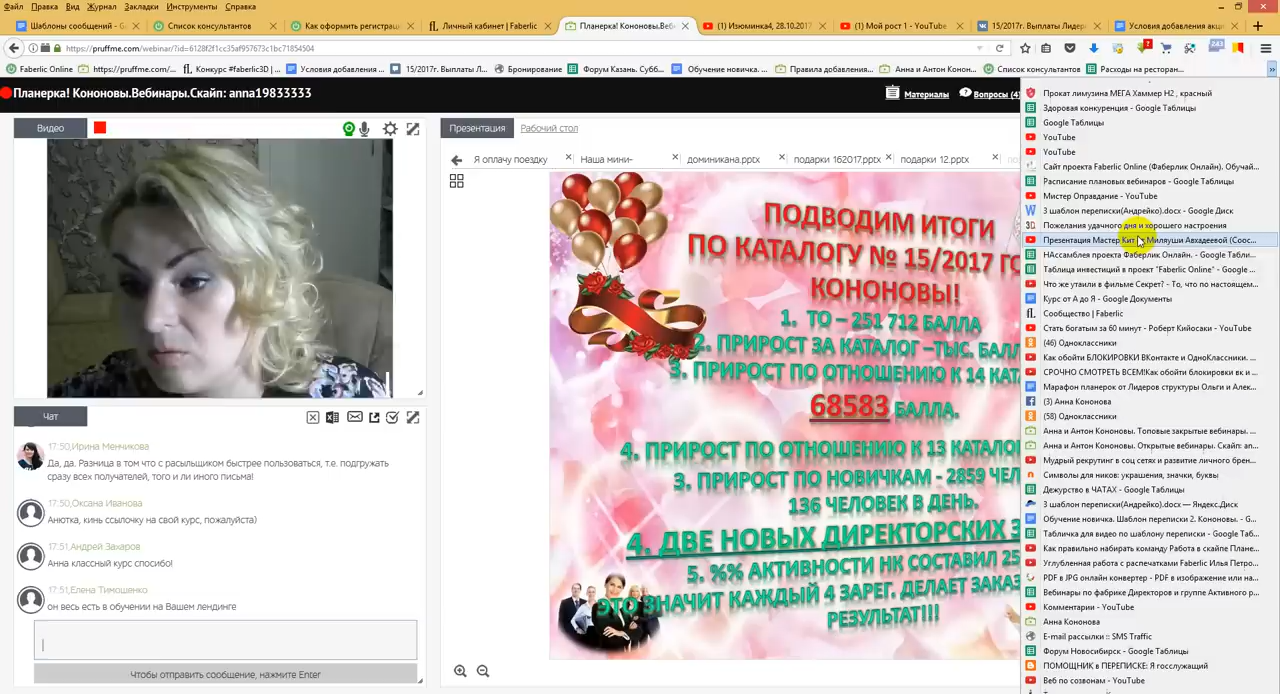 Файл Правка Вид Журнал Закладки Инструменты Справка
Шаблоны сообщений - G...
Список консультантов
Как оформить регистрац...
Личный кабинет | Faberlic
Планерка! Кононовы.Веб...
(1) Изюминка4, 28.10.2017...
(1) Мой рост 1 - YouTube
15/2017г. Выплаты Лидер...
Условия добавления акц...
https://pruffme.com/webinar/?id=6128f2f1cc35af957673c1bc71854504
Faberlic Online
https://pruffme.com/...
Конкурс #faberlic3D | ...
Условия добавления ...
15/2017г. Выплаты Л...
Бронирование
Форум Казань. Субб...
Обучение новичка. ...
Правила добавления...
Анна и Антон Конон...
Список консультантов
Расходы на ресторан...
Планерка! Кононовы.Вебинары.Скайп: anna19833333
Материалы
Вопросы (4)
Видео
Презентация
Рабочий стол
Я оплачу поездку
Наша мини-
доминикана.pptx
подарки 162017.pptx
подарки 12.pptx
ПОДВОДИМ ИТОГИ
ПО КАТАЛОГУ № 15/2017 ГО
КОНОНОВЫ!
1. ТО – 251 712 БАЛЛА
2. ПРИРОСТ ЗА КАТАЛОГ –ТЫС. БАЛЛ
3. ПРИРОСТ ПО ОТНОШЕНИЮ К 14 КАТ
68583 БАЛЛА.
4. ПРИРОСТ ПО ОТНОШЕНИЮ К 13 КАТАЛОГ
3. ПРИРОСТ ПО НОВИЧКАМ - 2859 ЧЕЛ
136 ЧЕЛОВЕК В ДЕНЬ.
4. ДВЕ НОВЫХ ДИРЕКТОРСКИХ З
5. %% АКТИВНОСТИ НК СОСТАВИЛ 25
ЭТО ЗНАЧИТ КАЖДЫЙ 4 ЗАРЕГ. ДЕЛАЕТ ЗАКА
РЕЗУЛЬТАТ!!!
Чат
17:50,Ирина Менчикова
Да, да. Разница в том что с расыльщиком быстрее пользоваться, т.е. подгружать
сразу всех получателей, того и ли иного письма!
17:50,Оксана Иванова
Анютка, кинь ссылочку на свой курс, пожалуйста)
17:51,Андрей Захаров
Анна классный курс спосибо!
17:51,Елена Тимошенко
он весь есть в обучении на Вашем лендинге
Чтобы отправить сообщение, нажмите Enter
Прокат лимузина МЕГА Хаммер H2 , красный
Здоровая конкуренция - Google Таблицы
Google Таблицы
YouTube
YouTube
Сайт проекта Faberlic Online (Фаберлик Онлайн). Обучай...
Расписание плановых вебинаров - Google Таблицы
Мистер Оправдание - YouTube
3 шаблон переписки(Андрейко).docx - Google Диск
Пожелания удачного дня и хорошего настроения
Презентация Мастер Кит Миляуши Ахадеевой (Соос...
НАссамблея проекта Фаберлик Онлайн. - Google Табли...
Таблица инвестиций в проект "Faberlic Online" - Google ...
Что же утаили в фильме Секрет? - То, что по настоящем...
Курс от А до Я - Google Документы
Сообщество | Faberlic
Стать богатым за 60 минут - Роберт Кийосаки - YouTube
(46) Одноклассники
Как обойти БЛОКИРОВКИ ВКонтакте и ОдноКлассники. ...
СРОЧНО СМОТРЕТЬ ВСЕМ!Как обойти блокировки вк и ...
Марафон планерок от Лидеров структуры Ольги и Алек...
(3) Анна Кононова
(58) Одноклассники
Анна и Антон Кононовы. Топовые закрытые вебинары. ...
Анна и Антон Кононовы. Открытые вебинары. Скайп: an...
Мудрый рекрутинг в соц сетях и развитие личного брен...
Символы для ников: украшения, значки, буквы
Дежурство в ЧАТАХ - Google Таблицы
3 шаблон переписки(Андрейко).docx — Яндекс.Диск
Обучение новичка. Шаблон переписки 2. Кононовы. - G...
Табличка для видео по шаблону переписки - Google Таб...
Как правильно набирать команду Работа в скайпе Плане...
Углубленная работа с распечатками Faberlic Илья Петро...
PDF в JPG онлайн конвертер - PDF в изображение или на...
Вебинары по фабрике Директоров и группе Активного р...
Комментарии - YouTube
Анна Кононова
E-mail рассылки :: SMS Traffic
Форум Новосибирск - Google Таблицы
ПОМОЩНИК в ПЕРЕПИСКЕ: Я госслужащий
Веб по созвонам - YouTube